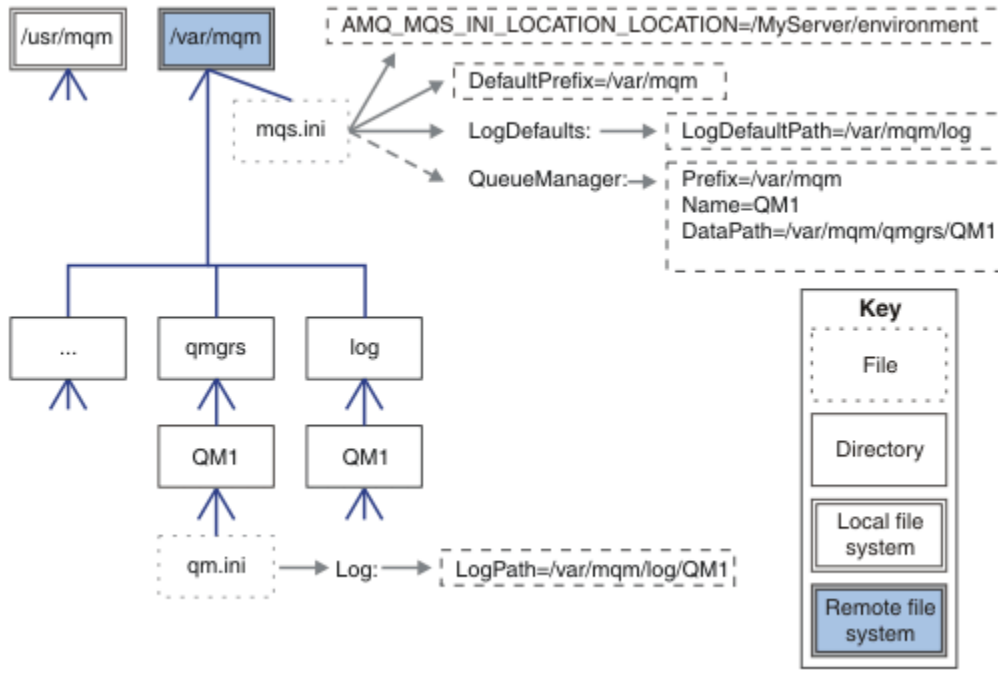 /usr/mqm
/var/mqm
AMQ_MQS_INI_LOCATION_LOCATION=/MyServer/environment
DefaultPrefix=/var/mqm
mqs.ini
LogDefaults:
LogDefaultPath=/var/mqm/log
QueueManager:
Prefix=/var/mqm
Name=QM1
DataPath=/var/mqm/qmgrs/QM1
...
qmgrs
log
QM1
QM1
qm.ini
Log:
LogPath=/var/mqm/log/QM1
Key
File
Directory
Local file
system
Remote file
system